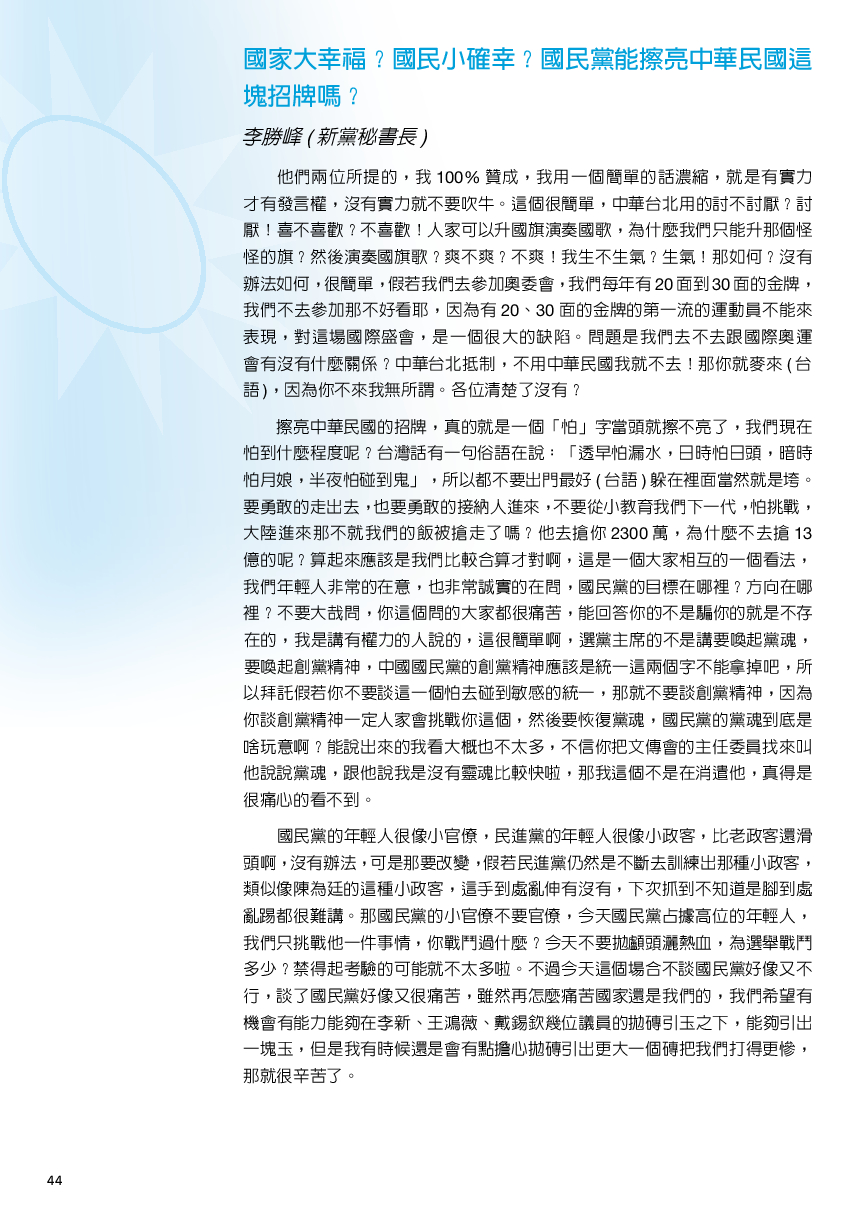 國家大幸福？國民小確幸？國民黨能擦亮中華民國這
塊招牌嗎？
李勝峰 ( 新黨秘書長 )
他們兩位所提的，我 100% 贊成，我用一個簡單的話濃縮，就是有實力
才有發言權，沒有實力就不要吹牛。這個很簡單，中華台北用的討不討厭？討
厭！喜不喜歡？不喜歡！人家可以升國旗演奏國歌，為什麼我們只能升那個怪
怪的旗？然後演奏國旗歌？爽不爽？不爽！我生不生氣？生氣！那如何？沒有
辦法如何，很簡單，假若我們去參加奧委會，我們每年有 20 面到 30 面的金牌，
我們不去參加那不好看耶，因為有 20、30 面的金牌的第一流的運動員不能來
表現，對這場國際盛會，是一個很大的缺陷。問題是我們去不去跟國際奧運
會有沒有什麼關係？中華台北抵制，不用中華民國我就不去！那你就麥來 ( 台
語 )，因為你不來我無所謂。各位清楚了沒有？
擦亮中華民國的招牌，真的就是一個「怕」字當頭就擦不亮了，我們現在
怕到什麼程度呢？台灣話有一句俗語在說：「透早怕漏水，日時怕日頭，暗時
怕月娘，半夜怕碰到鬼」，所以都不要出門最好 ( 台語 ) 躲在裡面當然就是垮。
要勇敢的走出去，也要勇敢的接納人進來，不要從小教育我們下一代，怕挑戰，
大陸進來那不就我們的飯被搶走了嗎？他去搶你 2300 萬，為什麼不去搶 13
億的呢？算起來應該是我們比較合算才對啊，這是一個大家相互的一個看法，
我們年輕人非常的在意，也非常誠實的在問，國民黨的目標在哪裡？方向在哪
裡？不要大哉問，你這個問的大家都很痛苦，能回答你的不是騙你的就是不存
在的，我是講有權力的人說的，這很簡單啊，選黨主席的不是講要喚起黨魂，
要喚起創黨精神，中國國民黨的創黨精神應該是統一這兩個字不能拿掉吧，所
以拜託假若你不要談這一個怕去碰到敏感的統一，那就不要談創黨精神，因為
你談創黨精神一定人家會挑戰你這個，然後要恢復黨魂，國民黨的黨魂到底是
啥玩意啊？能說出來的我看大概也不太多，不信你把文傳會的主任委員找來叫
他說說黨魂，跟他說我是沒有靈魂比較快啦，那我這個不是在消遣他，真得是
很痛心的看不到。
國民黨的年輕人很像小官僚，民進黨的年輕人很像小政客，比老政客還滑
頭啊，沒有辦法，可是那要改變，假若民進黨仍然是不斷去訓練出那種小政客，
類似像陳為廷的這種小政客，這手到處亂伸有沒有，下次抓到不知道是腳到處
亂踢都很難講。那國民黨的小官僚不要官僚，今天國民黨占據高位的年輕人，
我們只挑戰他一件事情，你戰鬥過什麼？今天不要拋顱頭灑熱血，為選舉戰鬥
多少？禁得起考驗的可能就不太多啦。不過今天這個場合不談國民黨好像又不
行，談了國民黨好像又很痛苦，雖然再怎麼痛苦國家還是我們的，我們希望有
機會有能力能夠在李新、王鴻薇、戴錫欽幾位議員的拋磚引玉之下，能夠引出
一塊玉，但是我有時候還是會有點擔心拋磚引出更大一個磚把我們打得更慘，
那就很辛苦了。
44